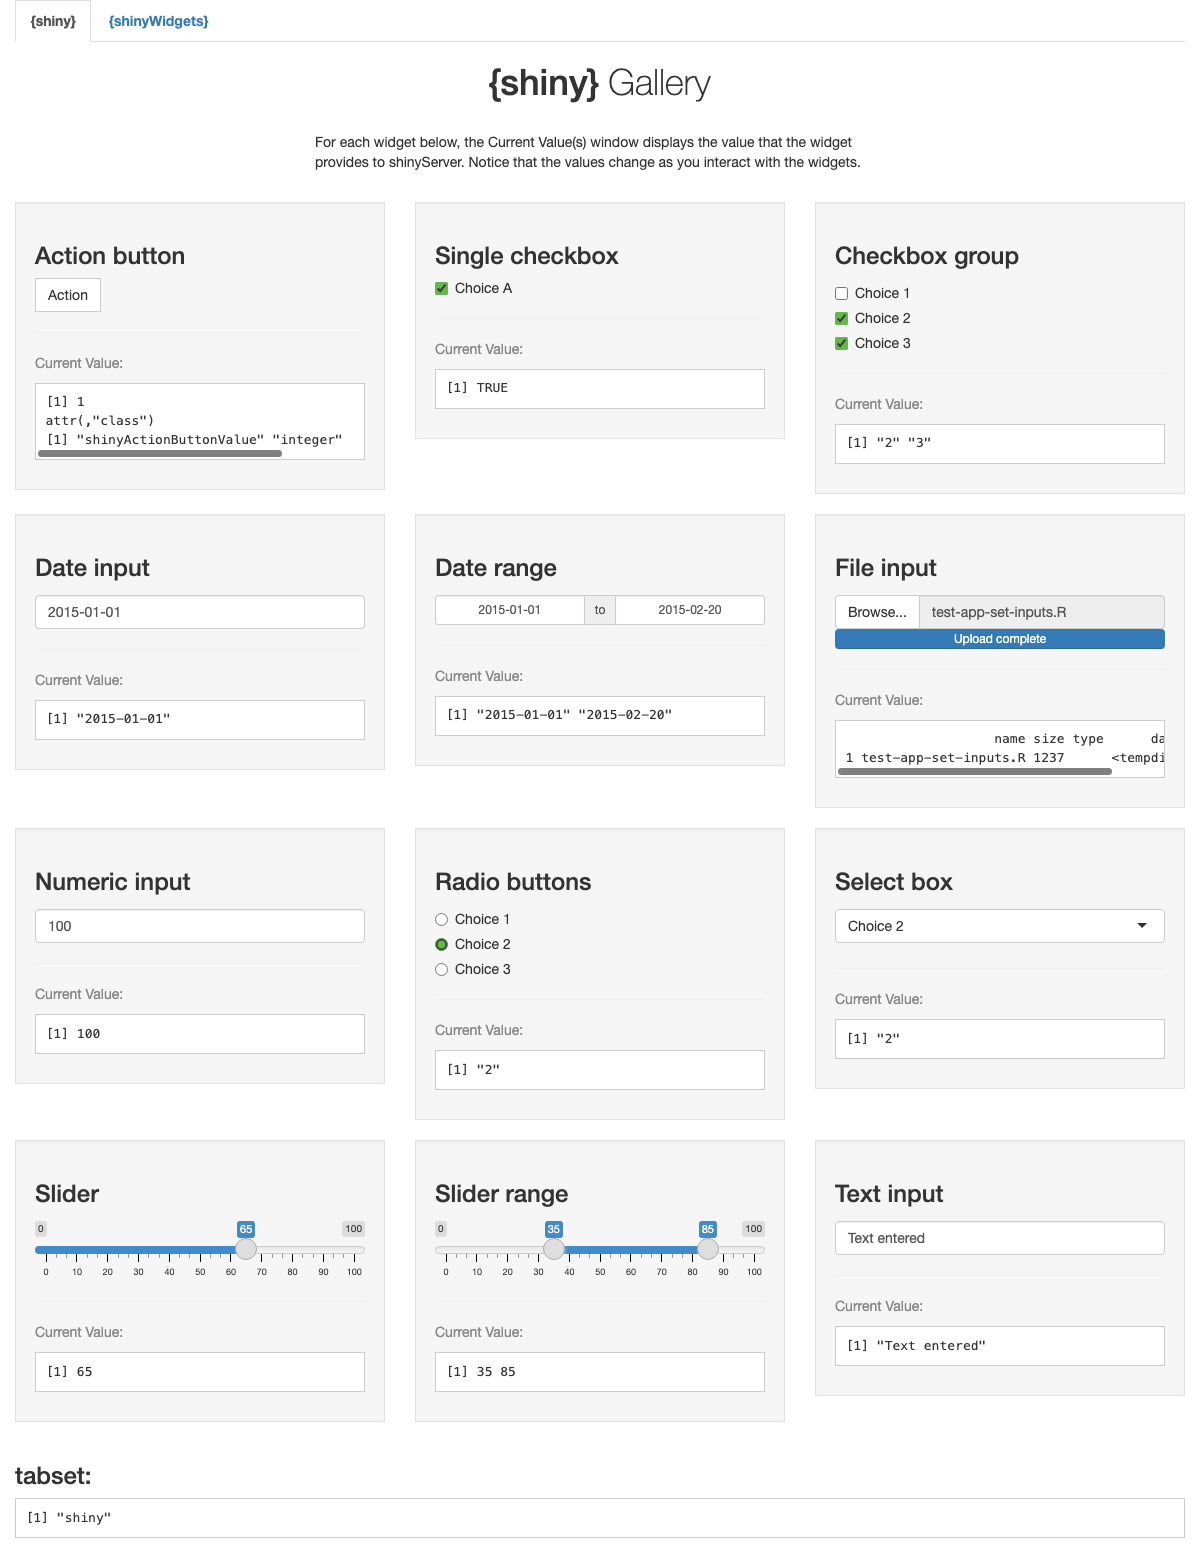 {shiny} {shinyWidgets}
{shiny} Gallery
For each widget below, the Current Value(s) window displays the value that the widget
provides to shinyServer. Notice that the values change as you interact with the widgets.
Action button
Action
Current Value:
[1] 1
attr(,"class")
[1] "shinyActionButtonValue" "integer"
Single checkbox
Choice A
Current Value:
[1] TRUE
Checkbox group
Choice 1
Choice 2
Choice 3
Current Value:
[1] "2" "3"
Date input
2015-01-01
Current Value:
[1] "2015-01-01"
Date range
2015-01-01 to 2015-02-20
Current Value:
[1] "2015-01-01" "2015-02-20"
File input
Browse... test-app-set-inputs.R
Upload complete
Current Value:
name size type da
1 test-app-set-inputs.R 1237 <tempdi
Numeric input
100
Current Value:
[1] 100
Radio buttons
Choice 1
Choice 2
Choice 3
Current Value:
[1] "2"
Select box
Choice 2
Current Value:
[1] "2"
Slider
0 65 100
0 10 20 30 40 50 60 70 80 90 100
Current Value:
[1] 65
Slider range
0 35 85 100
0 10 20 30 40 50 60 70 80 90 100
Current Value:
[1] 35 85
Text input
Text entered
Current Value:
[1] "Text entered"
tabset:
[1] "shiny"